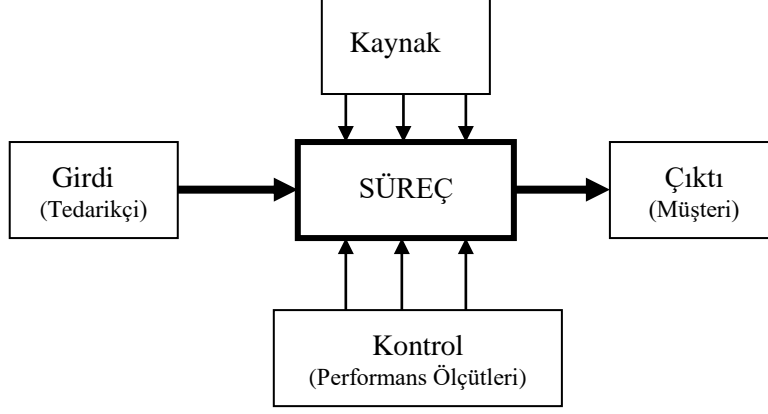 Kaynak
Girdi
(Tedarikçi)
SÜREÇ
Çıktı
(Müşteri)
Kontrol
(Performans Ölçütleri)